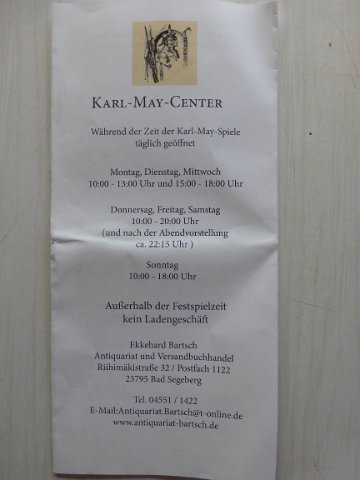 Karl-May-Center
Während der Zeit der Karl-May-Spiele
täglich geöffnet
Montag, Dienstag, Mittwoch
10:00 - 13:00 Uhr und 15:00 - 18:00 Uhr
Donnersag, Freitag, Samstag
10:00 - 20:00 Uhr
(und nach der Abendvorstellung
ca. 22:15 Uhr )
Sonntag
10:00 - 18:00 Uhr
Außerhalb der Festspielzeit
kein Ladengeschäft
Ekkehard Bartsch
Antiquariat und Versandbuchhandel
Riihimäkistraße 32 / Postfach 1122
23795 Bad Segeberg
Tel. 04551 / 1422
E-Mail:Antiquariat.Bartsch@t-online.de
www.antiquariat-bartsch.de